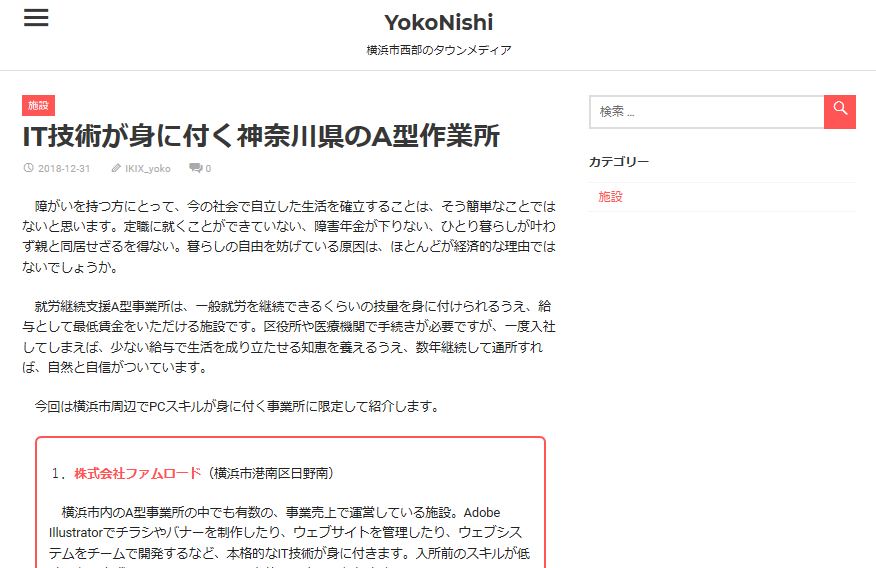 YokoNishi
横浜市西部のタウンメディア
施設
IT技術が身に付く神奈川県のA型作業所
2018-12-31 IKIX_yoko 0
障がいを持つ方にとって、今の社会で自立した生活を確立することは、そう簡単なことでは
ないと思います。定職に就くことができていない、障害年金が下りない、ひとり暮らしが叶わ
ず親と同居せざるを得ない。暮らしの自由を妨げている原因は、ほとんどが経済的な理由では
ないでしょうか。
就労継続支援A型事業所は、一般就労を継続できるくらいの技量を身に付けられるうえ、給
与として最低賃金をいただける施設です。区役所や医療機関で手続きが必要ですが、一度入社
してしまえば、少ない給与で生活を成り立たせる知恵を養えるうえ、数年継続して通所すれ
ば、自然と自信がついています。
今回は横浜市周辺でPCスキルが身に付く事業所に限定して紹介します。
１．株式会社ファムロード（横浜市港南区日野南）
横浜市内のA型事業所の中でも有数の、事業売上で運営している施設。Adobe
Illustratorでチラシやバナーを制作したり、ウェブサイトを管理したり、ウェブシス
テムをチームで開発するなど、本格的なIT技術が身に付きます。入所前のスキルが低
検索 ...
カテゴリー
施設